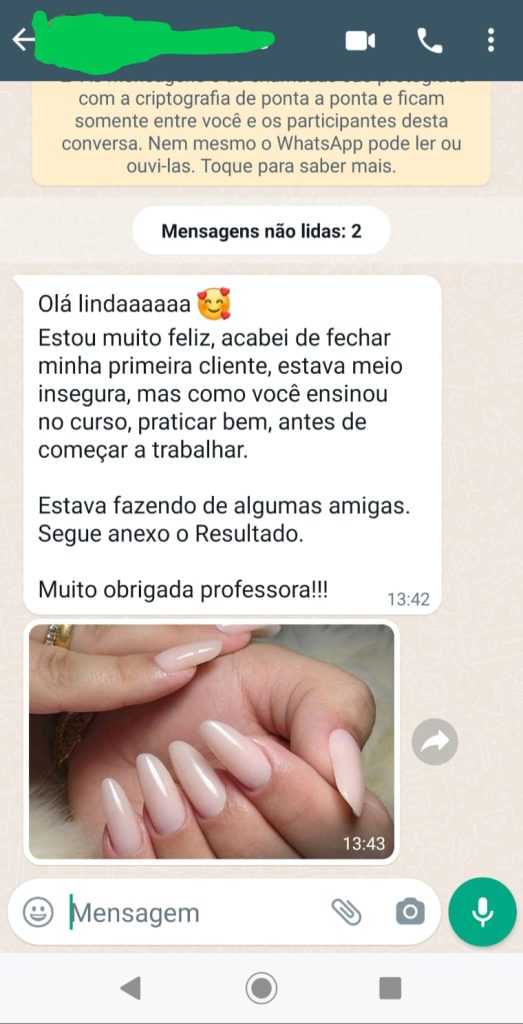 com a criptografia de ponta a ponta e ficam
somente entre você e os participantes desta
conversa. Nem mesmo o WhatsApp pode ler ou
ouvi-las. Toque para saber mais.
Mensagens não lidas: 2
Olá lindaaaaaa
Estou muito feliz, acabei de fechar
minha primeira cliente, estava meio
insegura, mas como você ensinou
no curso, praticar bem, antes de
começar a trabalhar.
Estava fazendo de algumas amigas.
Segue anexo o Resultado.
Muito obrigada professora!!!
13:42
13:43
Mensagem